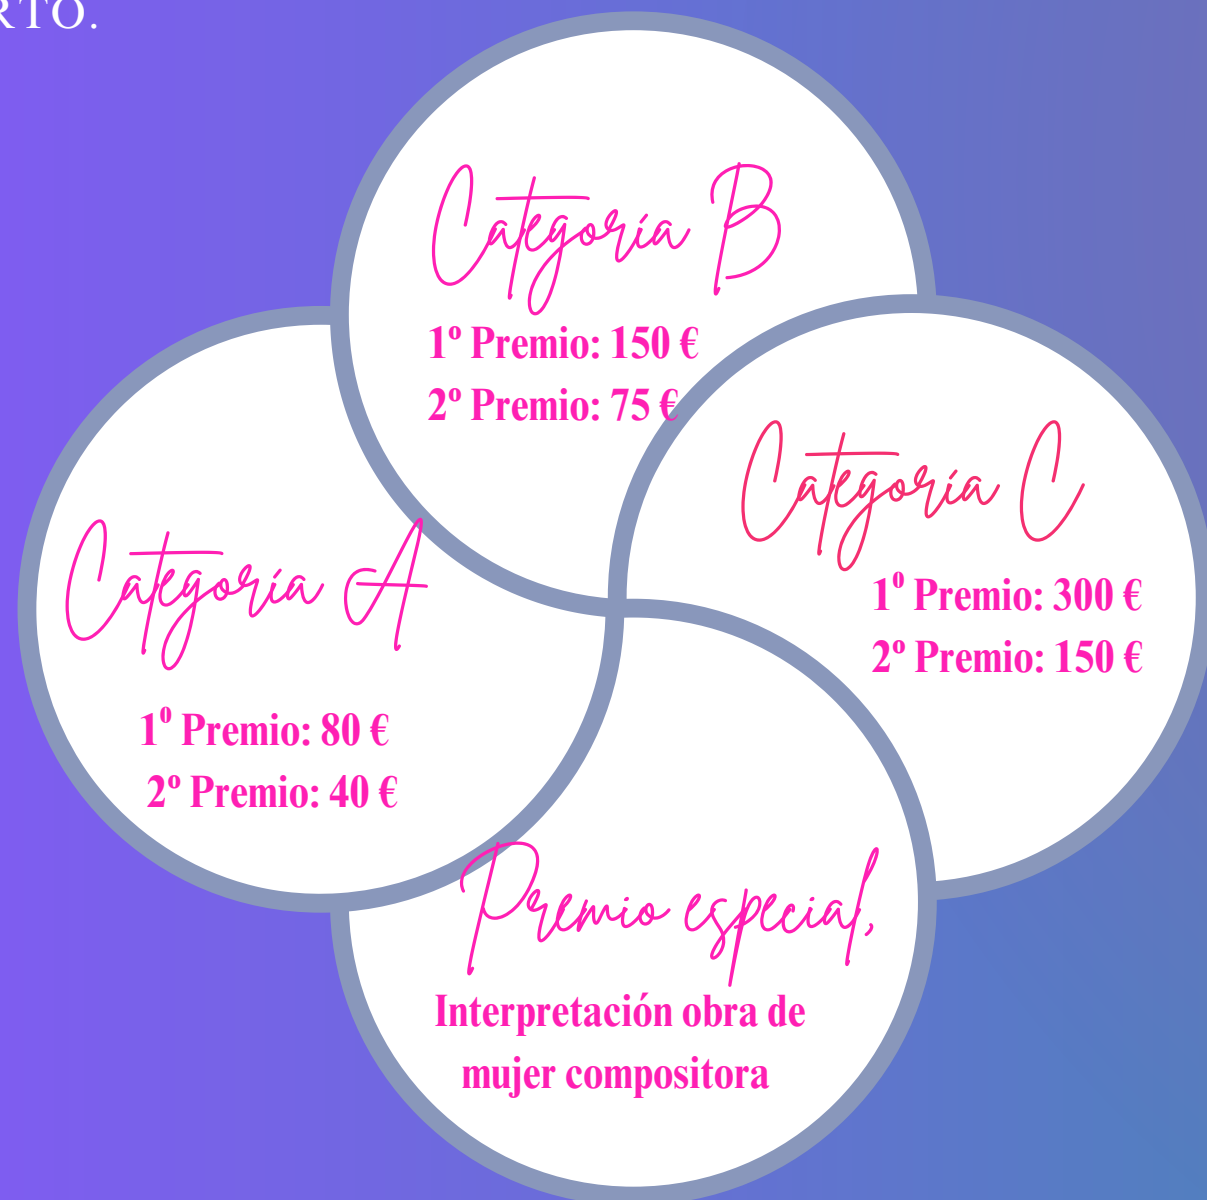 RTO.
Categoría B
1º Premio: 150 €
2º Premio: 75 €
Categoría C
1º Premio: 300 €
2º Premio: 150 €
Categoría A
1º Premio: 80 €
2º Premio: 40 €
Premio especial,
Interpretación obra de
mujer compositora